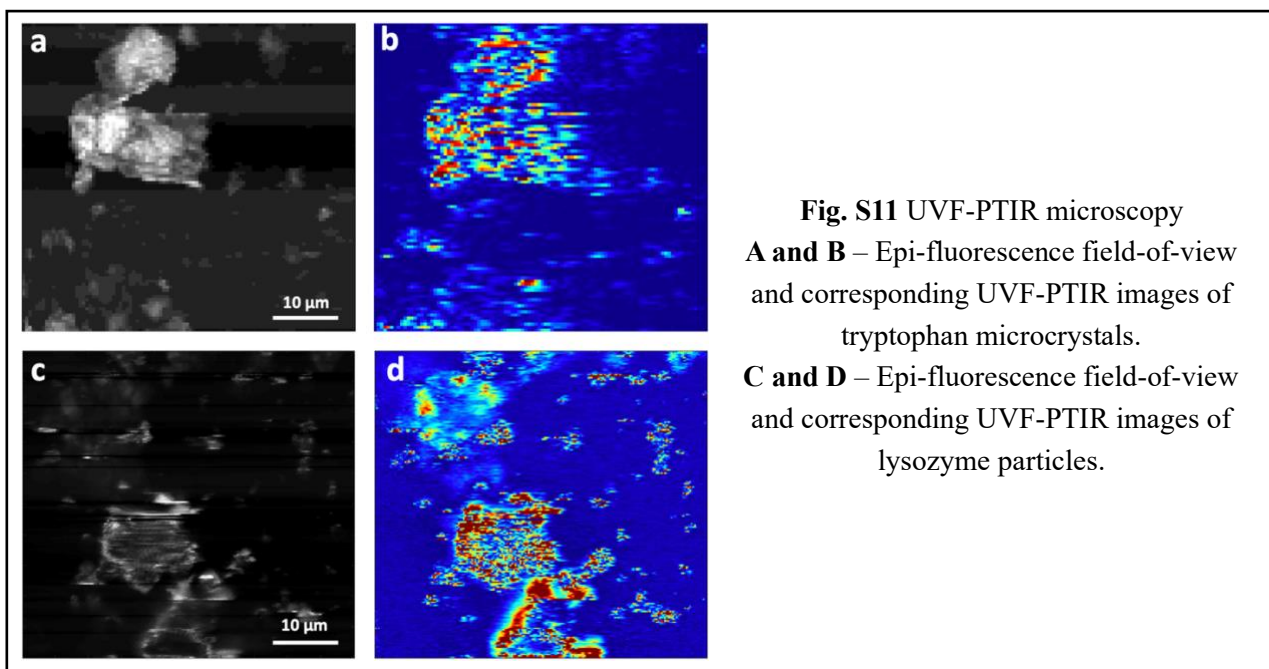 a
b
10 µm
c
d
10 µm
Fig. S11 UVF-PTIR microscopy
A and B – Epi-fluorescence field-of-view
and corresponding UVF-PTIR images of
tryptophan microcrystals.
C and D – Epi-fluorescence field-of-view
and corresponding UVF-PTIR images of
lysozyme particles.